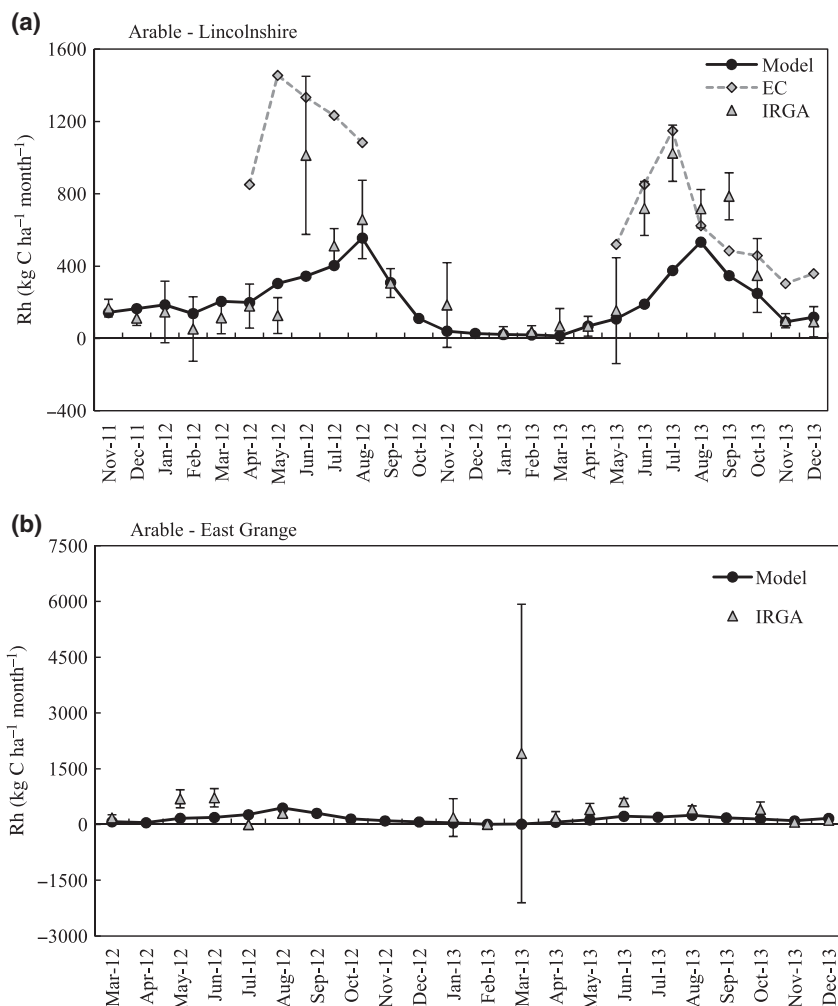 (a)
Arable - Lincolnshire
1600
1200
800
400
0
−400
Rh (kg C ha⁻¹ month⁻¹)
Model
EC
IRGA
Nov-11
Dec-11
Jan-12
Feb-12
Mar-12
Apr-12
May-12
Jun-12
Jul-12
Aug-12
Sep-12
Oct-12
Nov-12
Dec-12
Jan-13
Feb-13
Mar-13
Apr-13
May-13
Jun-13
Jul-13
Aug-13
Sep-13
Oct-13
Nov-13
Dec-13
(b)
Arable - East Grange
7500
6000
4500
3000
1500
0
−1500
−3000
Rh (kg C ha⁻¹ month⁻¹)
Model
IRGA
Mar-12
Apr-12
May-12
Jun-12
Jul-12
Aug-12
Sep-12
Oct-12
Nov-12
Dec-12
Jan-13
Feb-13
Mar-13
Apr-13
May-13
Jun-13
Jul-13
Aug-13
Sep-13
Oct-13
Nov-13
Dec-13